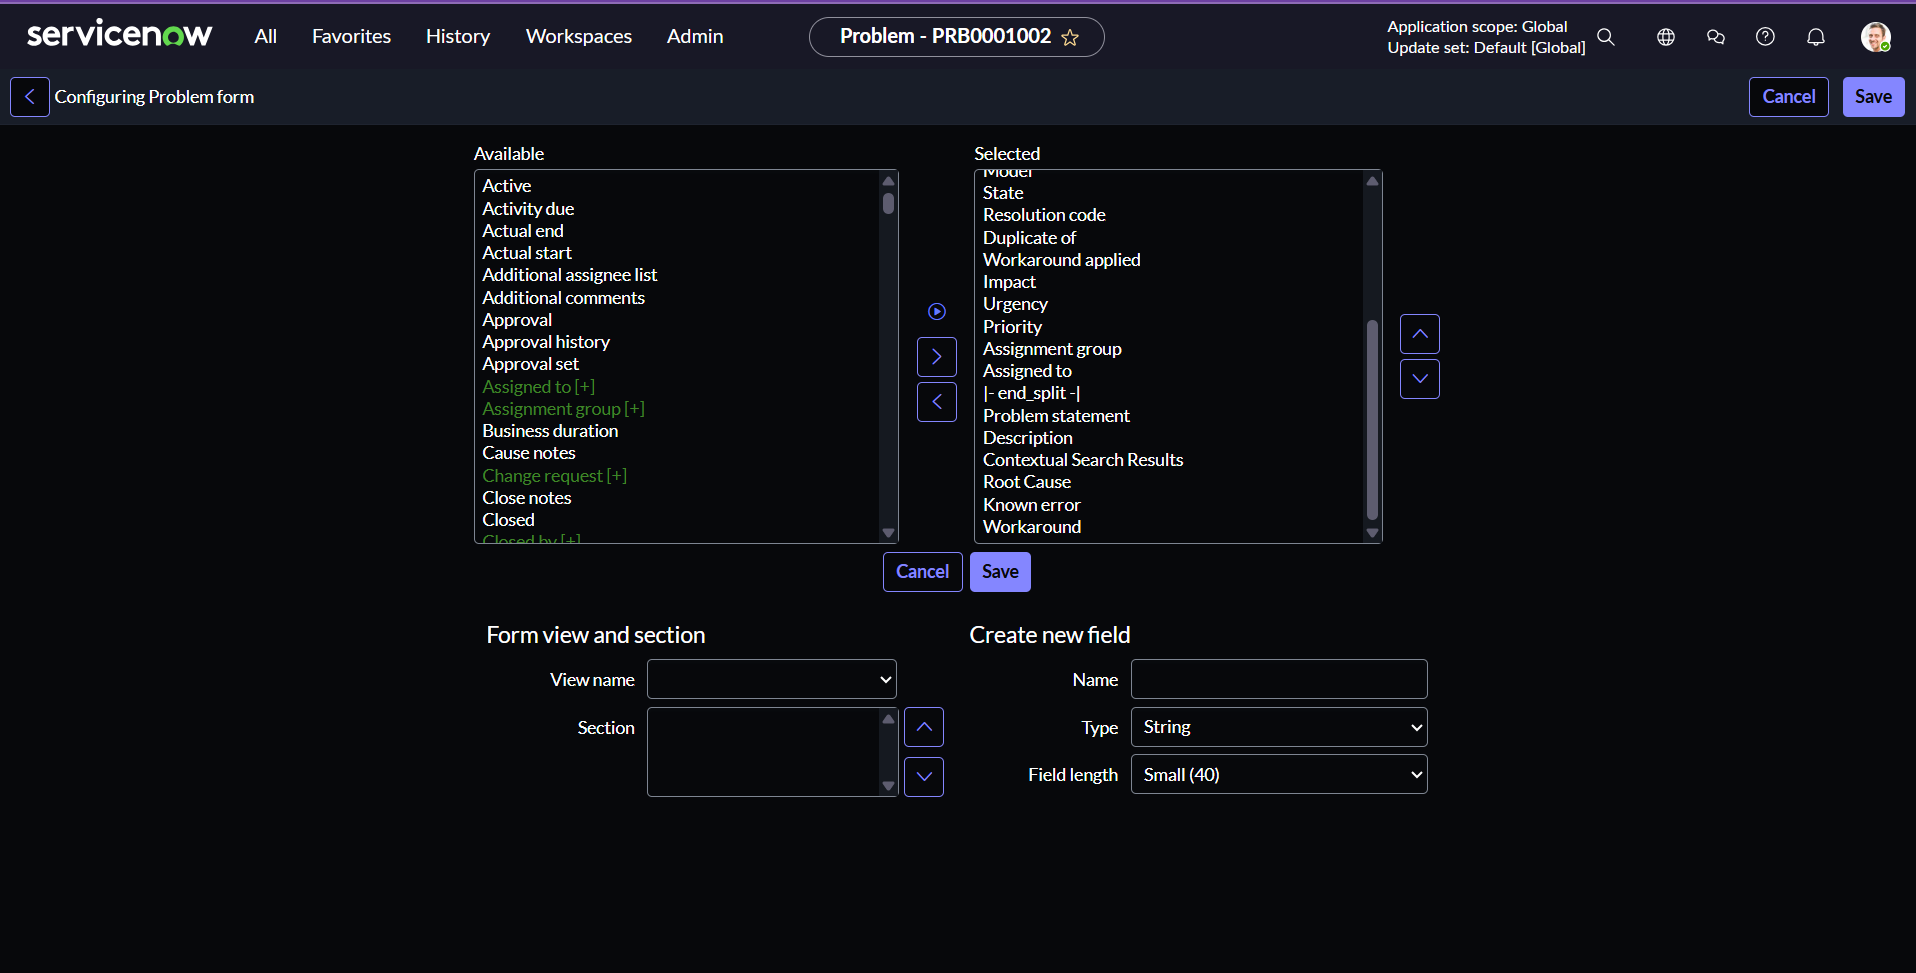 servicenow
All
Favorites
History
Workspaces
Admin
Problem - PRB0001002
Application scope: Global
Update set: Default [Global]
Configuring Problem form
Cancel
Save
Available
Active
Activity due
Actual end
Actual start
Additional assignee list
Additional comments
Approval
Approval history
Approval set
Assigned to [+]
Assignment group [+]
Business duration
Cause notes
Change request [+]
Close notes
Closed
Closed by [+]
Selected
Model
State
Resolution code
Duplicate of
Workaround applied
Impact
Urgency
Priority
Assignment group
Assigned to
|- end_split -|
Problem statement
Description
Contextual Search Results
Root Cause
Known error
Workaround
Cancel
Save
Form view and section
View name
Section
Create new field
Name
Type
String
Field length
Small (40)